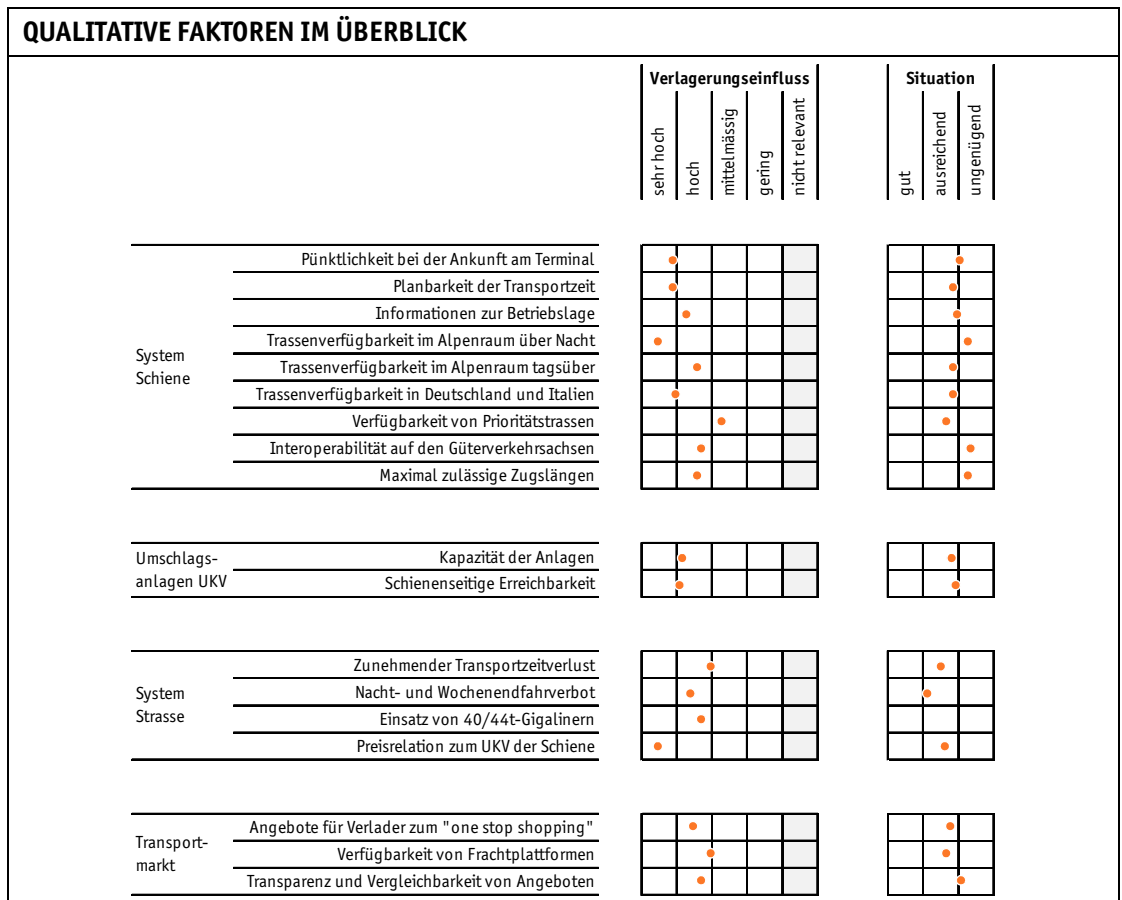 QUALITATIVE FAKTOREN IM ÜBERBLICK
Verlagerungseinfluss
Situation
sehr hoch
hoch
mittelmässig
gering
nicht relevant
gut
ausreichend
ungenügend
System
Schiene
Pünktlichkeit bei der Ankunft am Terminal
Planbarkeit der Transportzeit
Informationen zur Betriebslage
Trassenverfügbarkeit im Alpenraum über Nacht
Trassenverfügbarkeit im Alpenraum tagsüber
Trassenverfügbarkeit in Deutschland und Italien
Verfügbarkeit von Prioritätstrassen
Interoperabilität auf den Güterverkehrsachsen
Maximal zulässige Zugslängen
Umschlags-
anlagen UKV
Kapazität der Anlagen
Schienenseitige Erreichbarkeit
System
Strasse
Zunehmender Transportzeitverlust
Nacht- und Wochenendfahrverbot
Einsatz von 40/44t-Gigalinern
Preisrelation zum UKV der Schiene
Transport-
markt
Angebote für Verlader zum "one stop shopping"
Verfügbarkeit von Frachtplattformen
Transparenz und Vergleichbarkeit von Angeboten